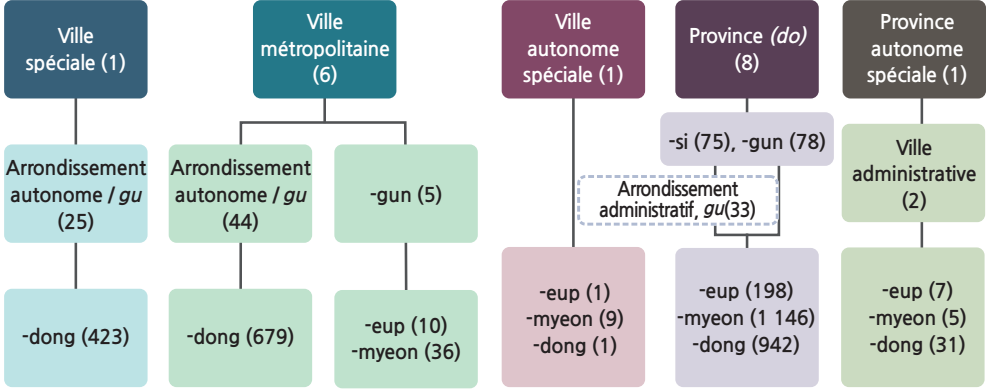 Ville
spéciale (1)
Ville
métropolitaine
(6)
Ville
autonome
spéciale (1)
Province (do)
(8)
Province
autonome
spéciale (1)
Arrondissement
autonome / gu
(25)
Arrondissement
autonome / gu
(44)
-gun (5)
-si (75), -gun (78)
Arrondissement
administratif, gu(33)
Ville
administrative
(2)
-dong (423)
-dong (679)
-eup (10)
-myeon (36)
-eup (1)
-myeon (9)
-dong (1)
-eup (198)
-myeon (1 146)
-dong (942)
-eup (7)
-myeon (5)
-dong (31)